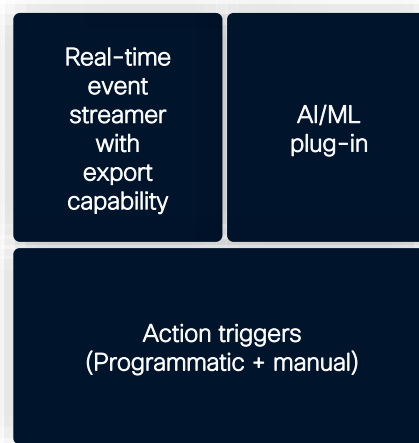 Real-time
event
streamer
with
export
capability
AI/ML
plug-in
Action triggers
(Programmatic + manual)